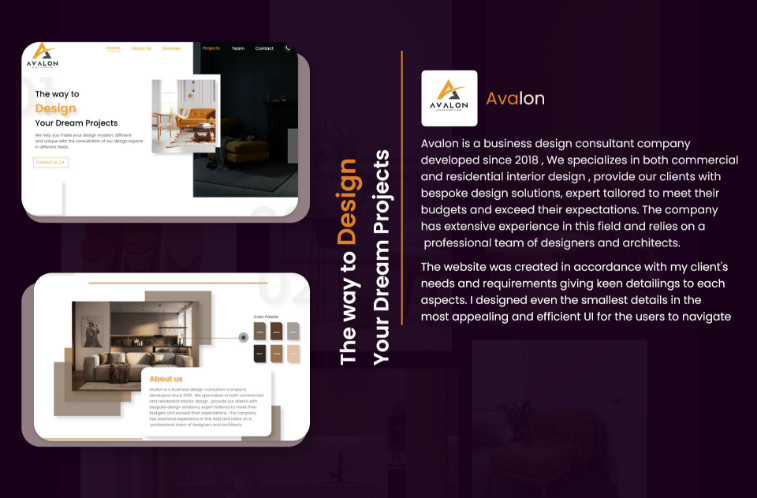 AVALON
Home
About Us
Services
Projects
Team
Contact
01
The way to
Design
Your Dream Projects
We help you make your design modern, different
and unique with the consultation of our design experts
in different fields.
Contact us
02
Color Palette
About us
Avalon is a business design consultant company
developed since 2018, We specializes in both commercial
and residential interior design , provide our clients with
bespoke design solutions, expert tailored to meet their
budgets and exceed their expectations. The company
has extensive experience in this field and relies on a team
professional team of designers and architects.
The way to Design
Your Dream Projects
AVALON
Avalon
Avalon is a business design consultant company
developed since 2018 , We specializes in both commercial
and residential interior design , provide our clients with
bespoke design solutions, expert tailored to meet their
budgets and exceed their expectations. The company
has extensive experience in this field and relies on a
professional team of designers and architects.
The website was created in accordance with my client's
needs and requirements giving keen detailings to each
aspects. I designed even the smallest details in the
most appealing and efficient UI for the users to navigate